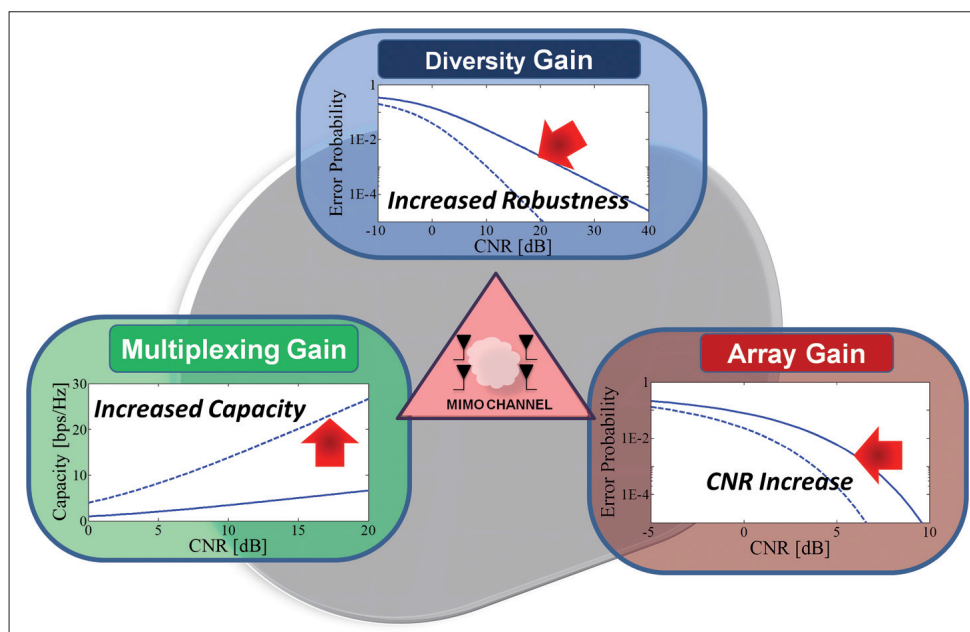 Diversity Gain
Error Probability
1
1E-2
1E-4
Increased Robustness
-10 0 10 20 30 40
CNR [dB]
Multiplexing Gain
Capacity [bps/Hz]
30
20
10
0
Increased Capacity
0 5 10 15 20
CNR [dB]
MIMO CHANNEL
Array Gain
Error Probability
1
1E-2
1E-4
CNR Increase
-5 0 5 10
CNR [dB]